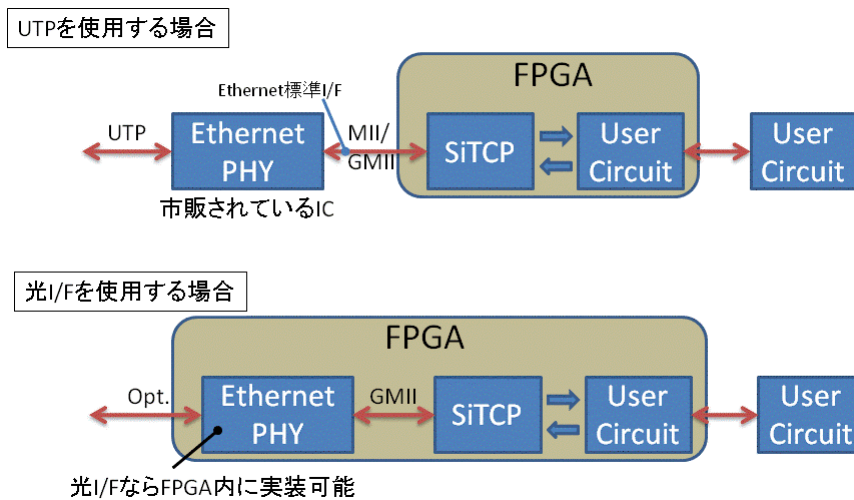 UTPを使用する場合
FPGA
Ethernet標準I/F
UTP
Ethernet
PHY
MII/
GMII
SiTCP
User
Circuit
User
Circuit
市販されているIC
光I/Fを使用する場合
FPGA
Opt.
Ethernet
PHY
GMII
SiTCP
User
Circuit
User
Circuit
光I/FならFPGA内に実装可能